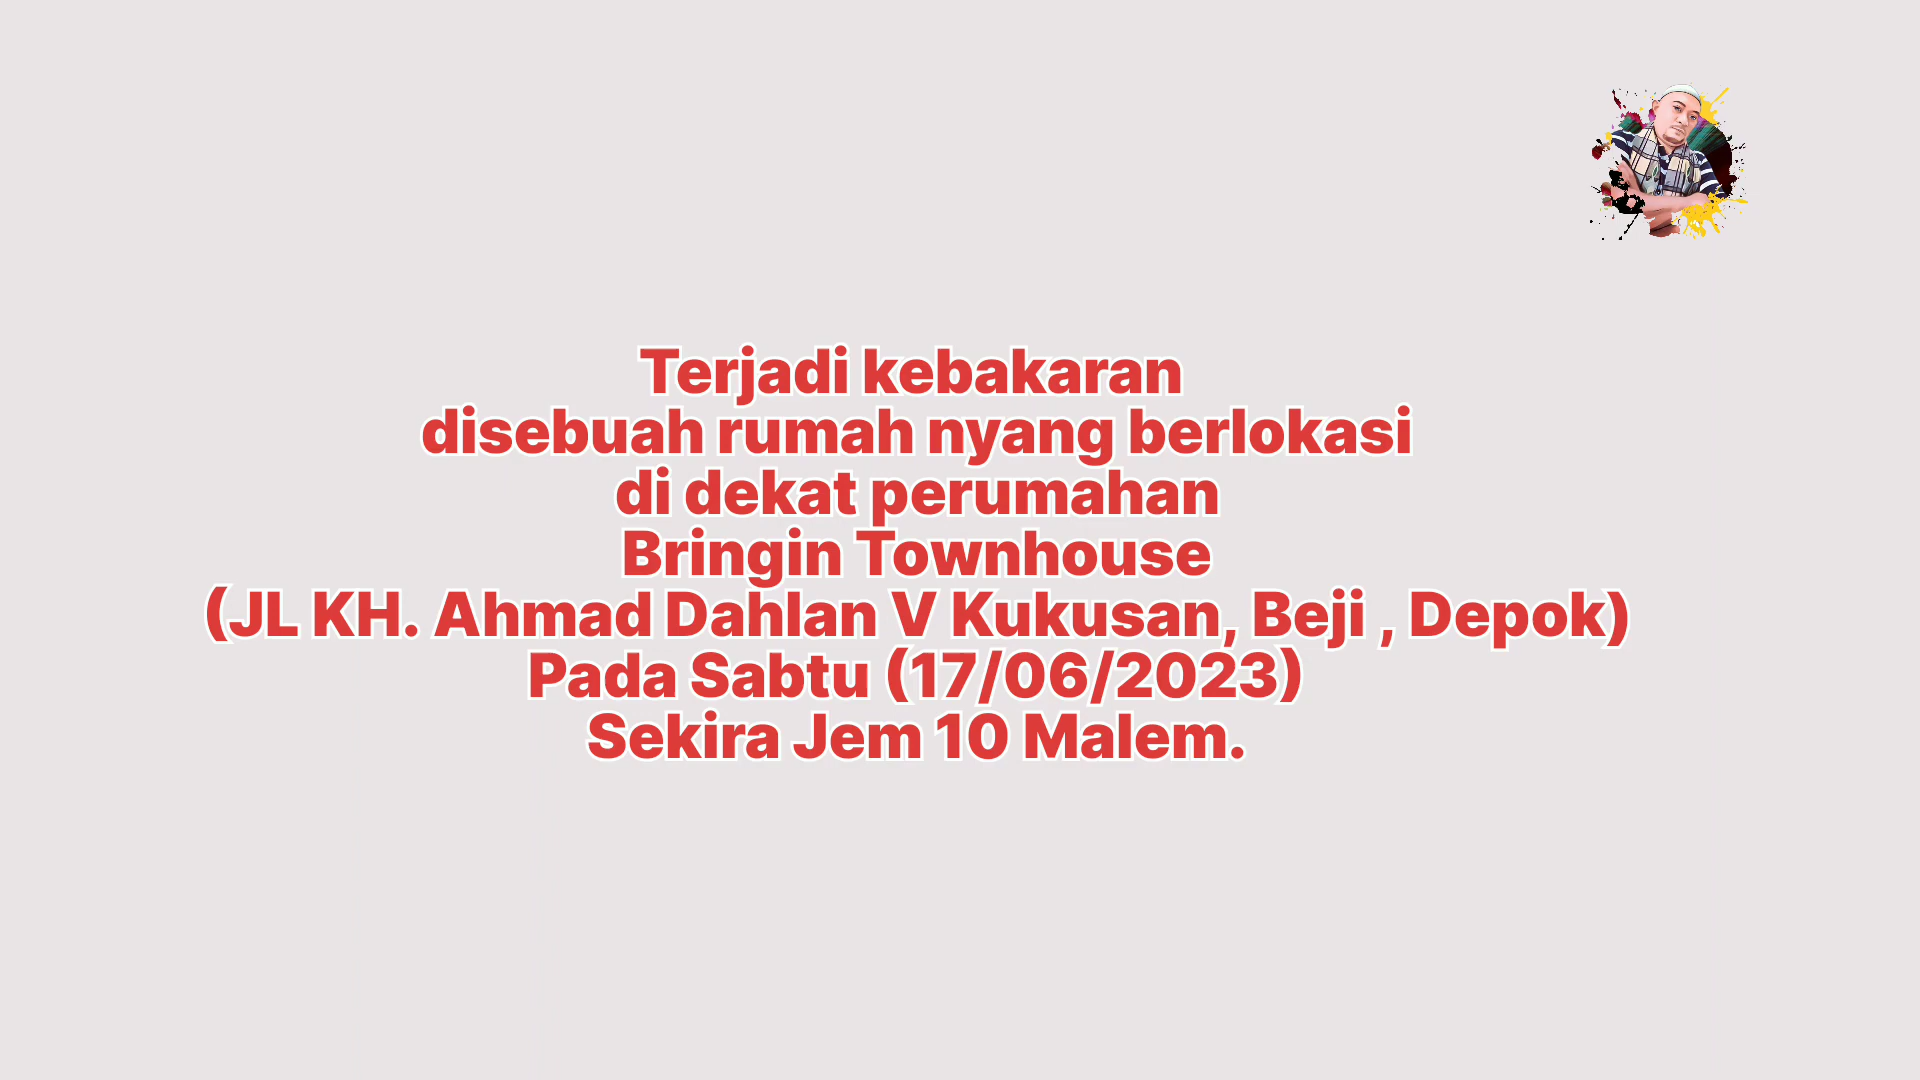 Terjadi kebakaran
disebuah rumah nyang berlokasi
di dekat perumahan
Bringin Townhouse
(JL KH. Ahmad Dahlan V Kukusan, Beji , Depok)
Pada Sabtu (17/06/2023)
Sekira Jem 10 Malem.